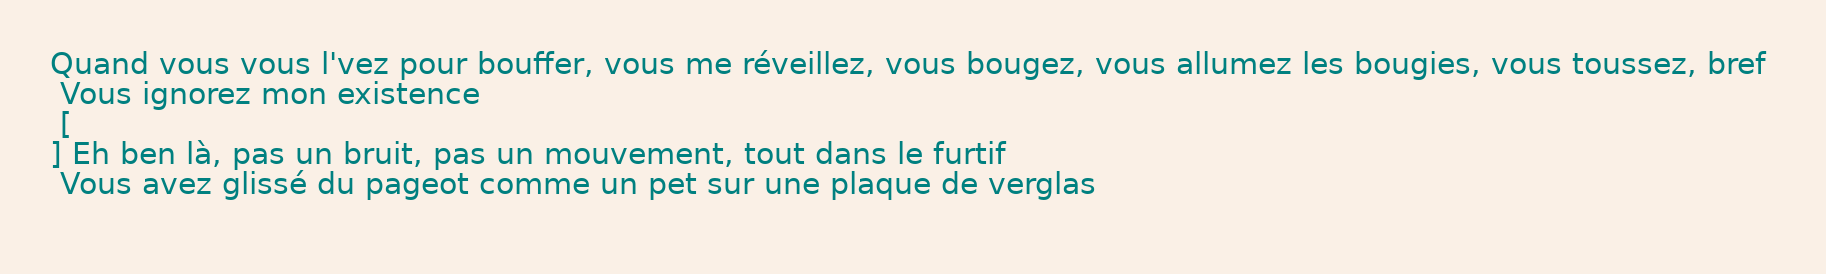 Quand vous vous l'vez pour bouffer, vous me réveillez, vous bougez, vous allumez les bougies, vous toussez, bref
Vous ignorez mon existence
[
] Eh ben là, pas un bruit, pas un mouvement, tout dans le furtif
Vous avez glissé du pageot comme un pet sur une plaque de verglas